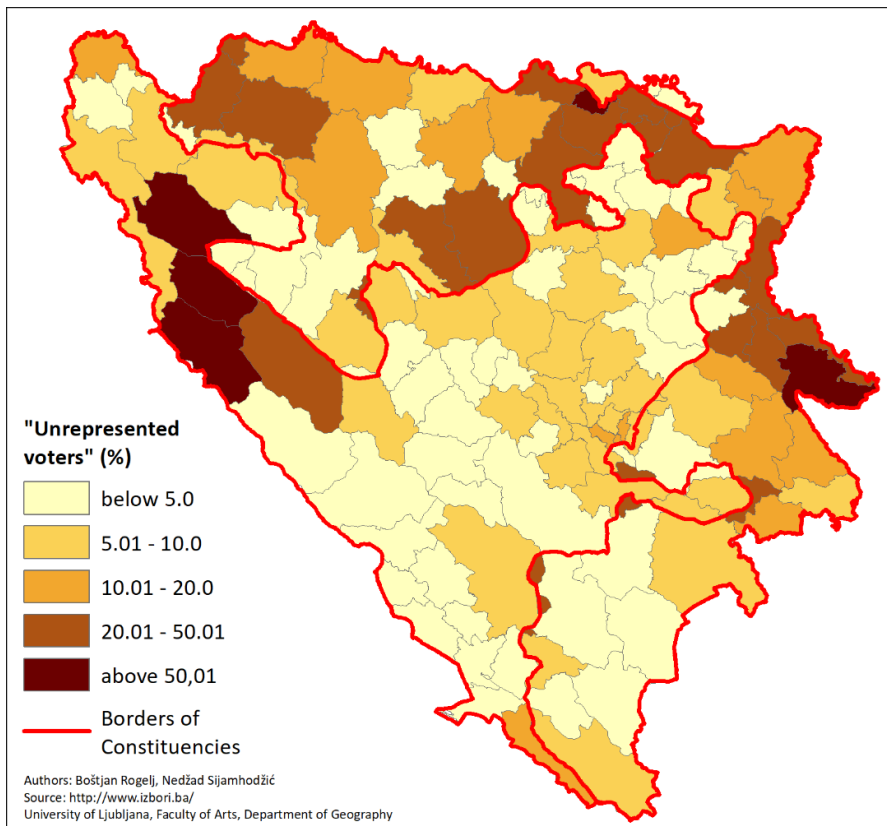 "Unrepresented
voters" (%)
below 5.0
5.01 - 10.0
10.01 - 20.0
20.01 - 50.01
above 50,01
Borders of
Constituencies
Authors: Boštjan Rogelj, Nedžad Sijamhodžić
Source: http://www.izbori.ba/
University of Ljubljana, Faculty of Arts, Department of Geography